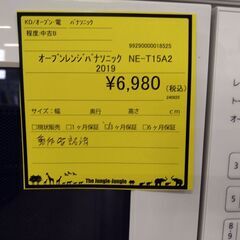 KD/オーブン・電 パナソニック
程度:中古B
99290000018525
オーブンレンジ パナソニック NE-T15A2
2019
¥6,980 (税込)
240803
サイズ:幅 奥行 高さ cm
□現状販売 □1ヶ月保証 ☑3ヶ月保証 □6ヶ月保証
動作確認済
The Jungle-Jungle